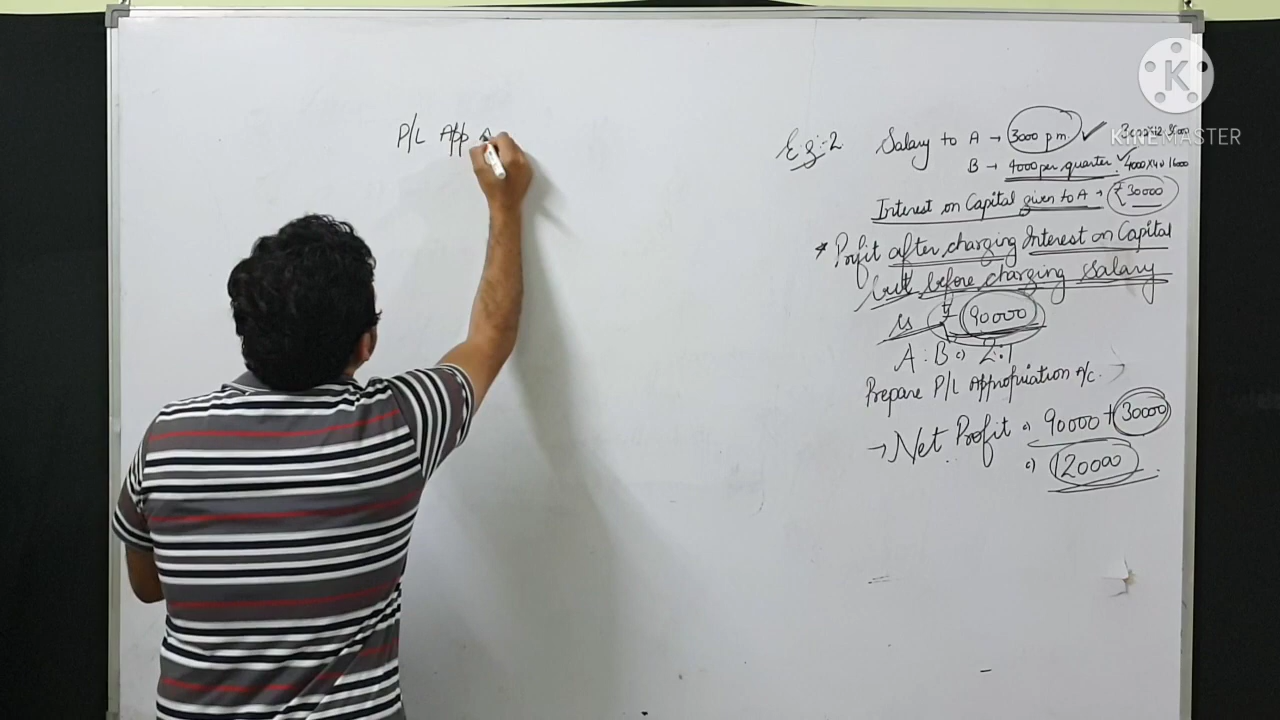 P/L App A
Eg:-2 Salary to A → 3000 p.m. ✓ 3000×12 36000
B → 4000 per quarter. ✓ 4000×4 16000
Interest on Capital given to A → ₹30000
* Profit after charging Interest on Capital
but before charging Salary
is ₹ 90000
A : B => 2:1
Prepare P/L Appropriation A/c.
→ Net Profit => 90000 + 30000
=> 120000
K
KINEMASTER